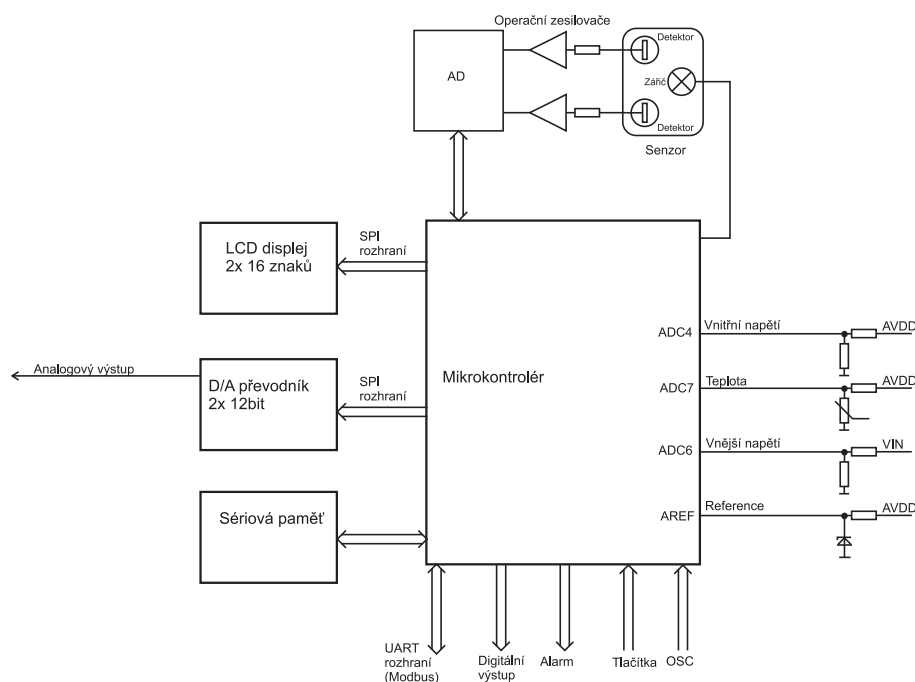 Operační zesilovače
Detektor
AD
Zářič
Detektor
Senzor
LCD displej
2x 16 znaků
SPI
rozhraní
ADC4
Vnitřní napětí
AVDD
Analogový výstup
D/A převodník
2x 12bit
SPI
rozhraní
Mikrokontrolér
ADC7
Teplota
AVDD
ADC6
Vnější napětí
VIN
Sériová paměť
AREF
Reference
AVDD
UART
rozhraní
(Modbus)
Digitální
výstup
Alarm
Tlačítka
OSC